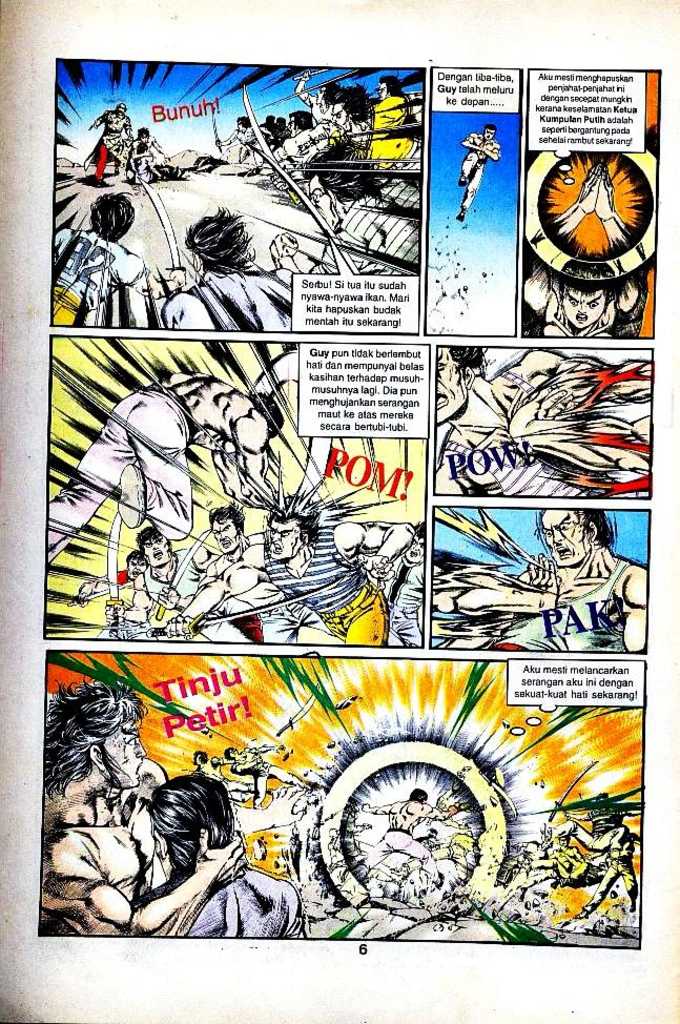 Bunuh!
Serbu! Si tua itu sudah
nyawa-nyawa ikan. Mari
kita hapuskan budak
mentah itu sekarang!
Dengan tiba-tiba,
Guy telah meluru
ke depan.....
Aku mesti menghapuskan
penjahat-penjahat ini
dengan secepat mungkin
kerana keselamatan Ketua
Kumpulan Putih adalah
seperti bergantung pada
sehelai rambut sekarang!
12
Guy pun tidak berlembut
hati dan mempunyai belas
kasihan terhadap musuh-
musuhnya lagi. Dia pun
menghujankan serangan
maut ke atas mereka
secara bertubi-tubi.
POM!
POW!
PAK!
Tinju
Petir!
Aku mesti melancarkan
serangan aku ini dengan
sekuat-kuat hati sekarang!
6